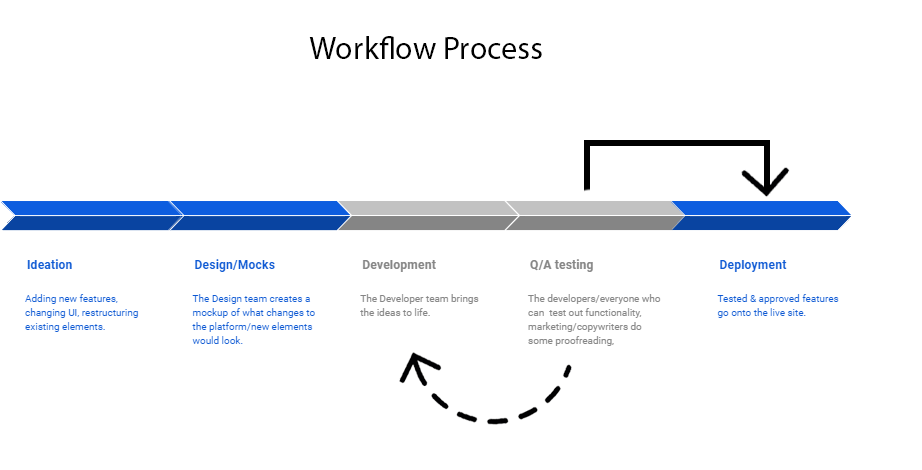 Workflow Process
Ideation
Adding new features,
changing UI, restructuring
existing elements.
Design/Mocks
The Design team creates a
mockup of what changes to
the platform/new elements
would look.
Development
The Developer team brings
the ideas to life.
Q/A testing
The developers/everyone who
can test out functionality,
marketing/copywriters do
some proofreading,
Deployment
Tested & approved features
go onto the live site.